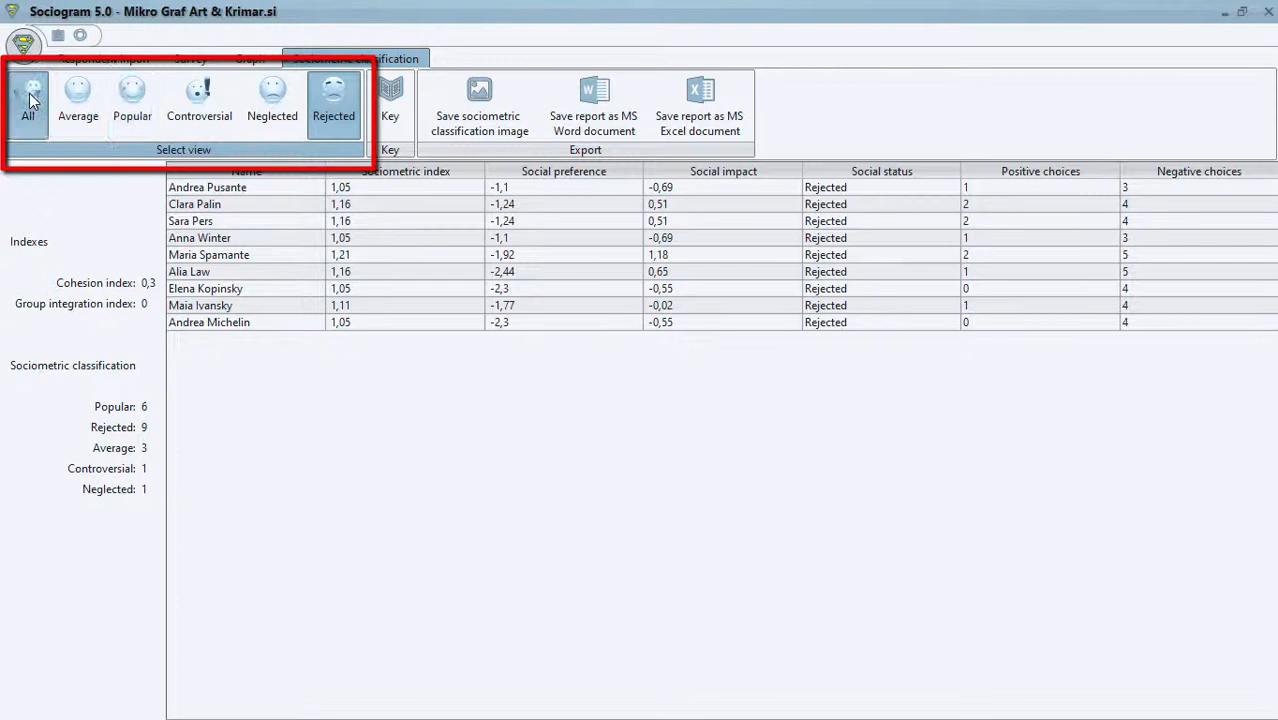 Sociogram 5.0 - Mikro Graf Art & Krimar.si
Respondent input Survey Graph Sociometric classification
All Average Popular Controversial Neglected Rejected Key Save sociometric classification image Save report as MS Word document Save report as MS Excel document
Select view Key Export
Name Sociometric index Social preference Social impact Social status Positive choices Negative choices
Andrea Pusante 1,05 -1,1 -0,69 Rejected 1 3
Clara Palin 1,16 -1,24 0,51 Rejected 2 4
Sara Pers 1,16 -1,24 0,51 Rejected 2 4
Anna Winter 1,05 -1,1 -0,69 Rejected 1 3
Maria Spamante 1,21 -1,92 1,18 Rejected 2 5
Alia Law 1,16 -2,44 0,65 Rejected 1 5
Elena Kopinsky 1,05 -2,3 -0,55 Rejected 0 4
Maia Ivansky 1,11 -1,77 -0,02 Rejected 1 4
Andrea Michelin 1,05 -2,3 -0,55 Rejected 0 4
Indexes
Cohesion index: 0,3
Group integration index: 0
Sociometric classification
Popular: 6
Rejected: 9
Average: 3
Controversial: 1
Neglected: 1